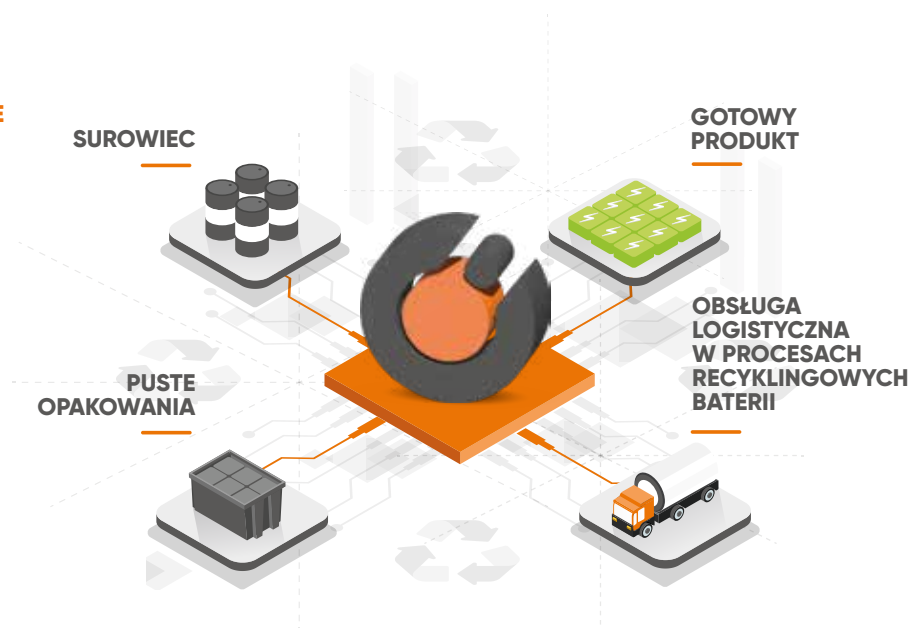 SUROWIEC
GOTOWY
PRODUKT
PUSTE
OPAKOWANIA
OBSŁUGA
LOGISTYCZNA
W PROCESACH
RECYKLINGOWYCH
BATERII